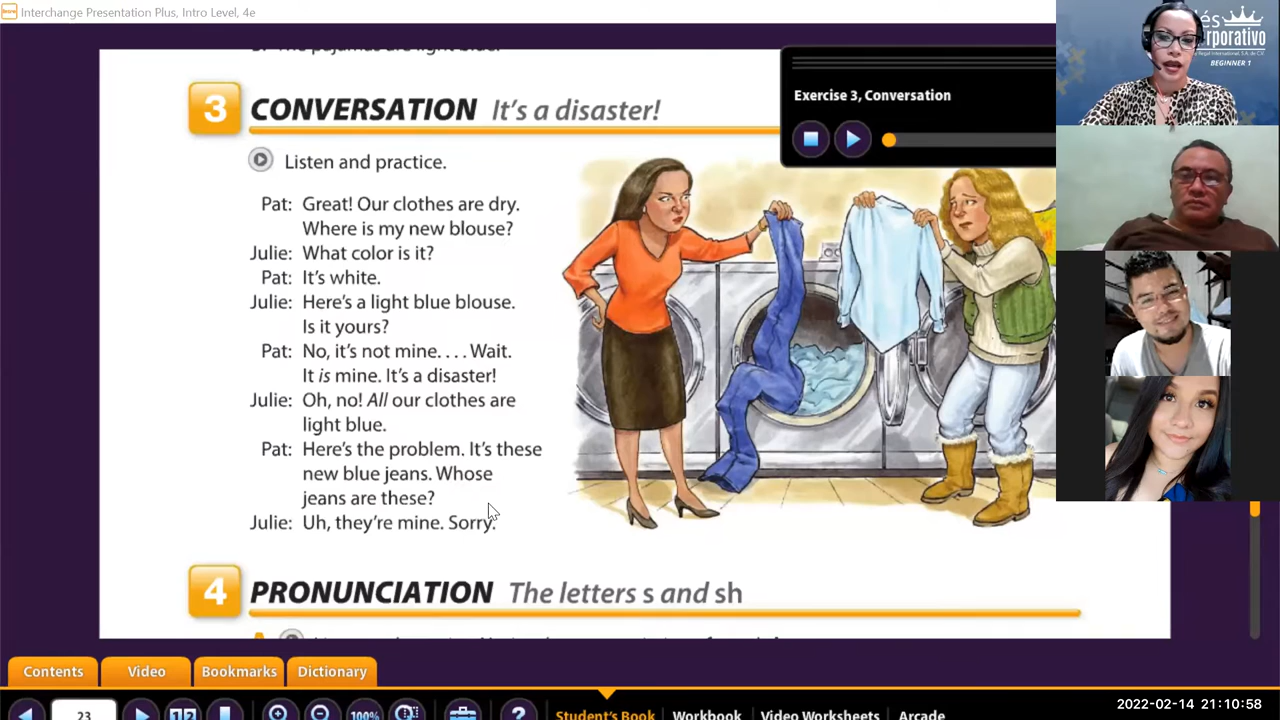 Interchange Presentation Plus, Intro Level, 4e
3 CONVERSATION It's a disaster!
Listen and practice.
Pat: Great! Our clothes are dry.
Where is my new blouse?
Julie: What color is it?
Pat: It's white.
Julie: Here's a light blue blouse.
Is it yours?
Pat: No, it's not mine. . . . Wait.
It is mine. It's a disaster!
Julie: Oh, no! All our clothes are
light blue.
Pat: Here's the problem. It's these
new blue jeans. Whose
jeans are these?
Julie: Uh, they're mine. Sorry.
4 PRONUNCIATION The letters s and sh
Exercise 3, Conversation
BEGINNER 1
Contents
Video
Bookmarks
Dictionary
23
100%
?
Student's Book
Workbook
Video Worksheets
Arcade
2022-02-14 21:10:58